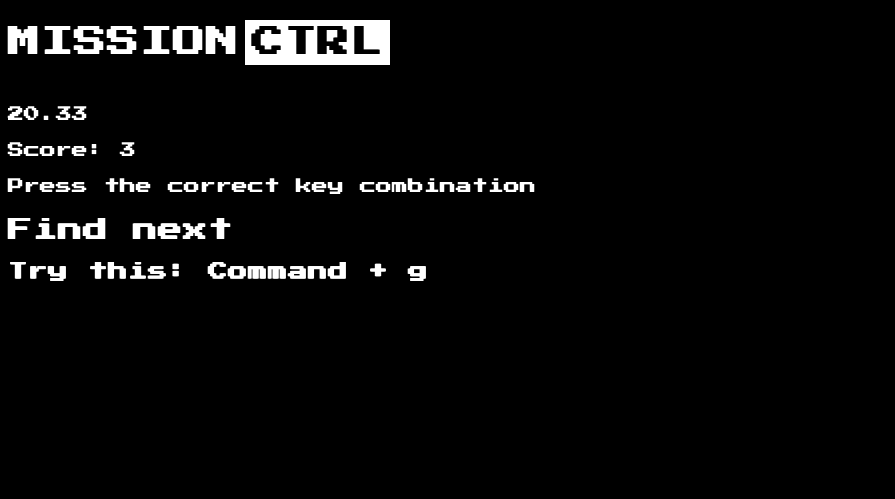 MISSION CTRL
20.33
Score: 3
Press the correct key combination
Find next
Try this: Command + g